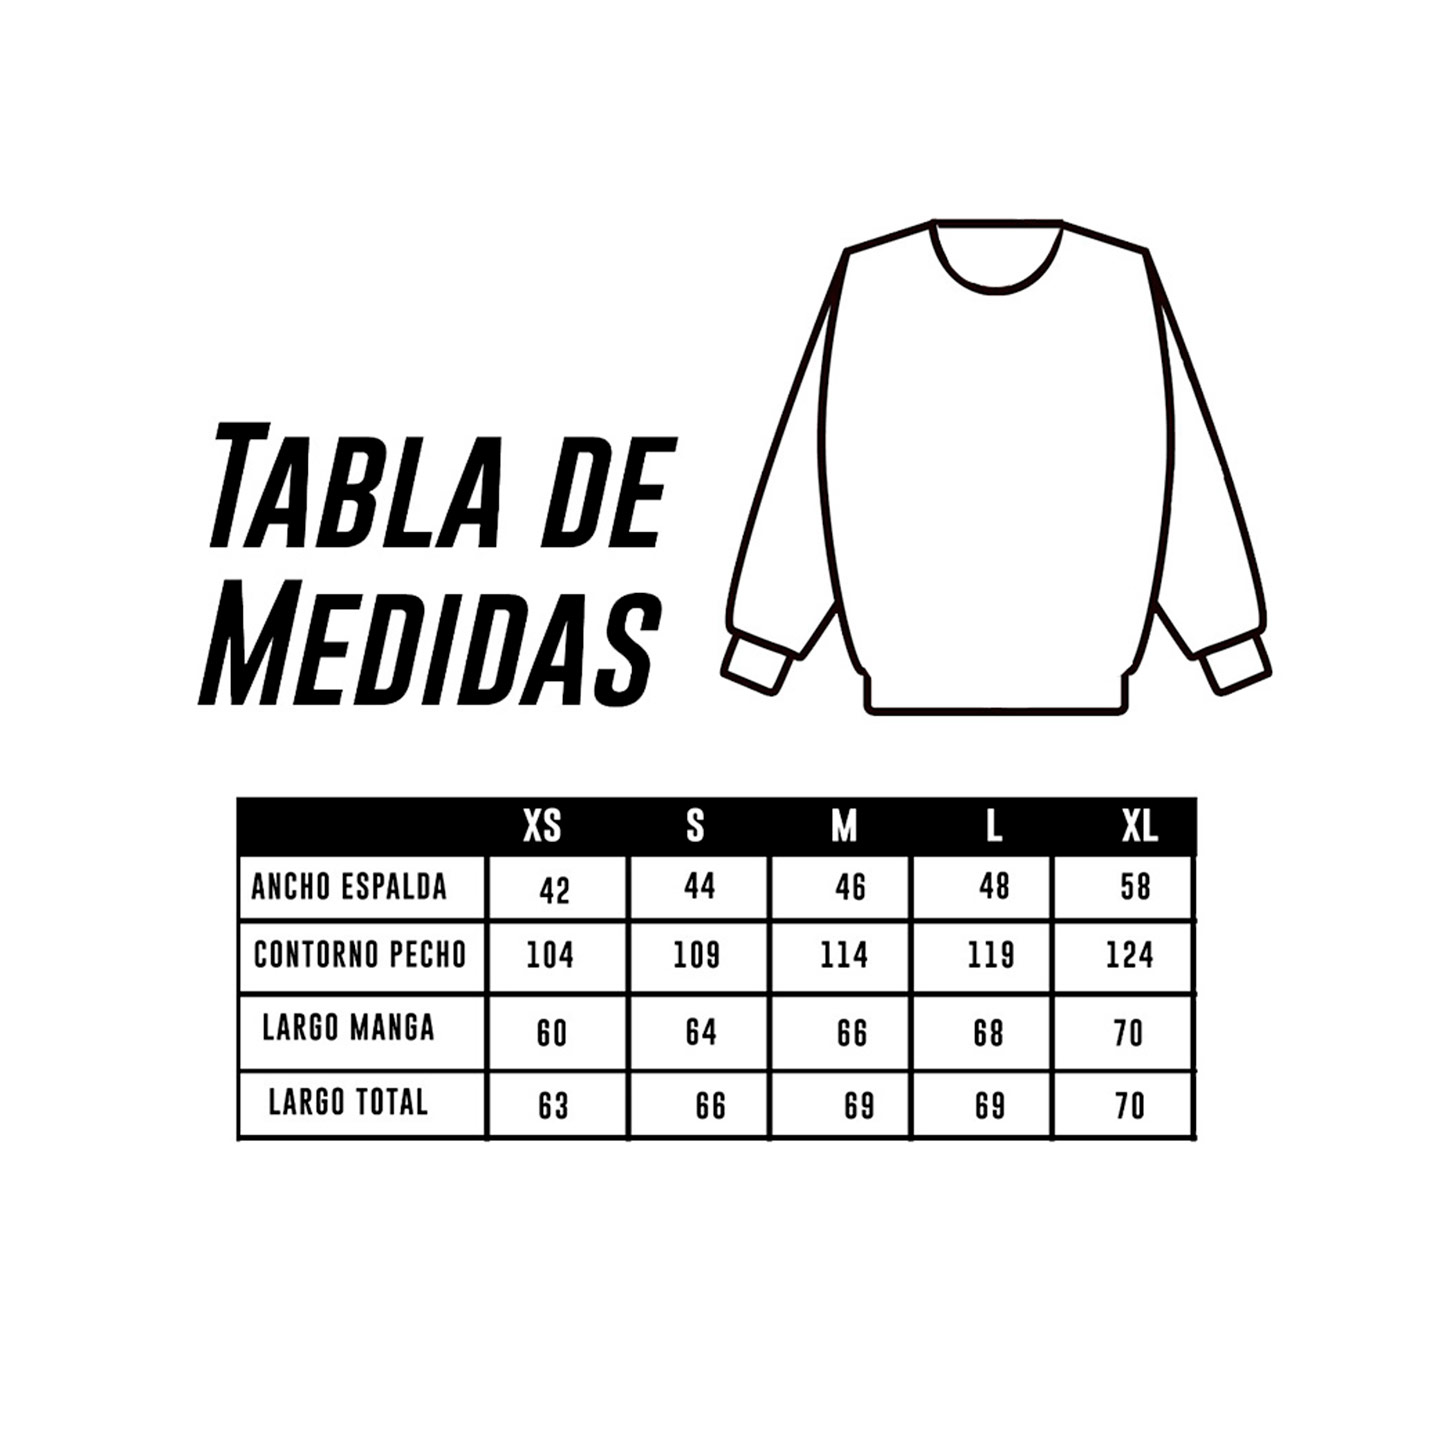 TABLA DE
MEDIDAS
XS S M L XL
ANCHO ESPALDA 42 44 46 48 58
CONTORNO PECHO 104 109 114 119 124
LARGO MANGA 60 64 66 68 70
LARGO TOTAL 63 66 69 69 70